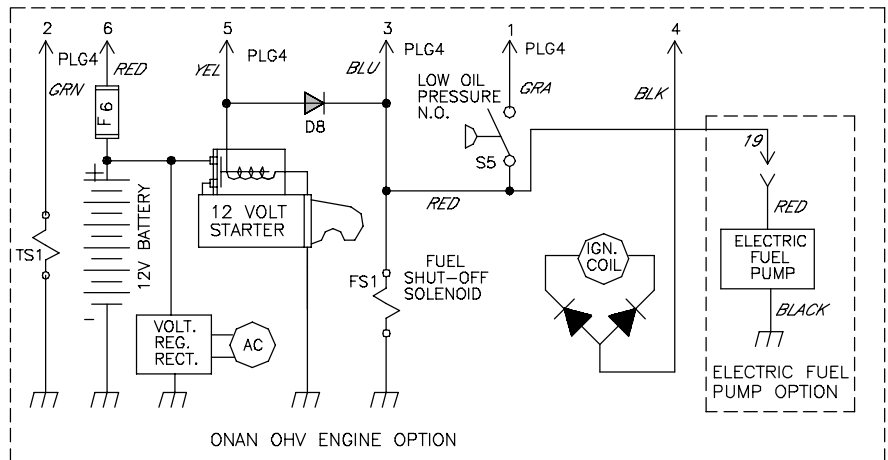 2 6 5 3 1 4
PLG4 PLG4 PLG4 PLG4
GRN RED YEL BLU GRA BLK
F6
D8
LOW OIL
PRESSURE
N.O.
S5
19
RED
+
12V BATTERY
-
TS1
12 VOLT
STARTER
RED
FS1
FUEL
SHUT-OFF
SOLENOID
IGN.
COIL
ELECTRIC
FUEL
PUMP
BLACK
VOLT.
REG.
RECT.
AC
ELECTRIC FUEL
PUMP OPTION
ONAN OHV ENGINE OPTION